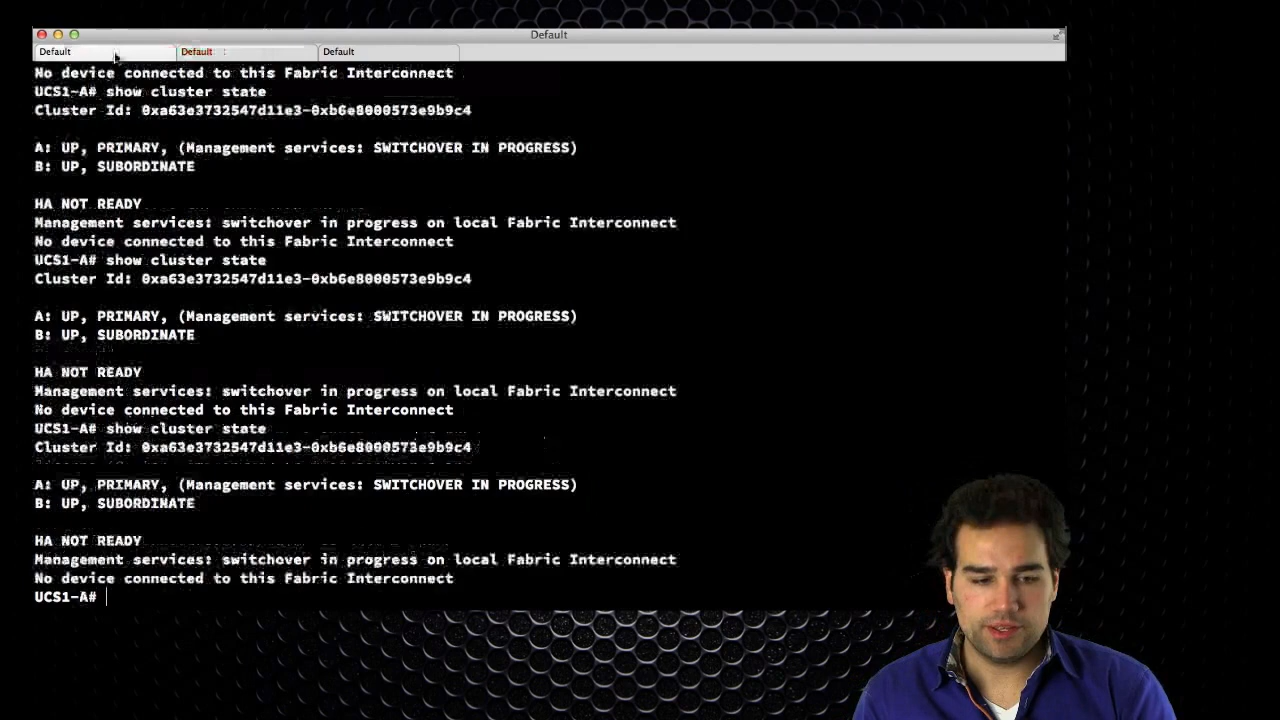 Default
Default Default Default
No device connected to this Fabric Interconnect
UCS1-A# show cluster state
Cluster Id: 0xa63e3732547d11e3-0xb6e8000573e9b9c4
A: UP, PRIMARY, (Management services: SWITCHOVER IN PROGRESS)
B: UP, SUBORDINATE
HA NOT READY
Management services: switchover in progress on local Fabric Interconnect
No device connected to this Fabric Interconnect
UCS1-A# show cluster state
Cluster Id: 0xa63e3732547d11e3-0xb6e8000573e9b9c4
A: UP, PRIMARY, (Management services: SWITCHOVER IN PROGRESS)
B: UP, SUBORDINATE
HA NOT READY
Management services: switchover in progress on local Fabric Interconnect
No device connected to this Fabric Interconnect
UCS1-A# show cluster state
Cluster Id: 0xa63e3732547d11e3-0xb6e8000573e9b9c4
A: UP, PRIMARY, (Management services: SWITCHOVER IN PROGRESS)
B: UP, SUBORDINATE
HA NOT READY
Management services: switchover in progress on local Fabric Interconnect
No device connected to this Fabric Interconnect
UCS1-A#